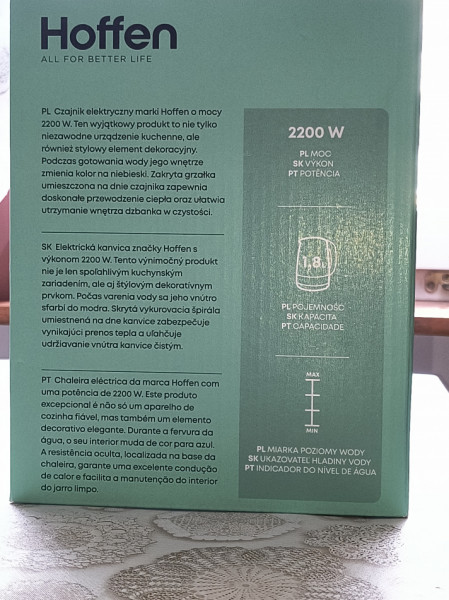 Hoffen
ALL FOR BETTER LIFE
PL Czajnik elektryczny marki Hoffen o mocy
2200 W. Ten wyjątkowy produkt to nie tylko
niezawodne urządzenie kuchenne, ale
również stylowy element dekoracyjny.
Podczas gotowania wody jego wnętrze
zmienia kolor na niebieski. Zakryta grzałka
umieszczona na dnie czajnika zapewnia
doskonałe przewodzenie ciepła oraz ułatwia
utrzymanie wnętrza dzbanka w czystości.
SK Elektrická kanvica značky Hoffen s
výkonom 2200 W. Tento výnimočný produkt
nie je len spoľahlivým kuchynským
zariadením, ale aj štýlovým dekoratívnym
prvkom. Počas varenia vody sa jeho vnútro
sfarbí do modra. Skrytá vykurovacia špirála
umiestnená na dne kanvice zabezpečuje
vynikajúci prenos tepla a uľahčuje
udržiavanie vnútra kanvice čistým.
PT Chaleira eléctrica da marca Hoffen com
uma potência de 2200 W. Este produto
excepcional é não só um aparelho de
cozinha fiável, mas também um elemento
decorativo elegante. Durante a fervura da
água, o seu interior muda de cor para azul.
A resistência oculta, localizada na base da
chaleira, garante uma excelente condução
de calor e facilita a manutenção do interior
do jarro limpo.
2200 W
PL MOC
SK VÝKON
PT POTÊNCIA
1.8L
PL POJEMNOŚĆ
SK KAPACITA
PT CAPACIDADE
MAX
MIN
PL MIARKA POZIOMY WODY
SK UKAZOVATEĽ HLADINY VODY
PT INDICADOR DO NÍVEL DE ÁGUA